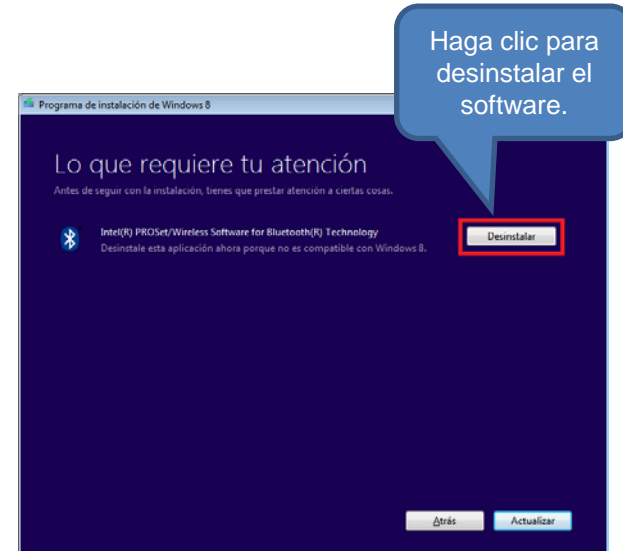 Haga clic para
desinstalar el
software.
Programa de instalación de Windows 8
Lo que requiere tu atención
Antes de seguir con la instalación, tienes que prestar atención a ciertas cosas.
Intel(R) PROSet/Wireless Software for Bluetooth(R) Technology
Desinstale esta aplicación ahora porque no es compatible con Windows 8.
Desinstalar
Atrás
Actualizar